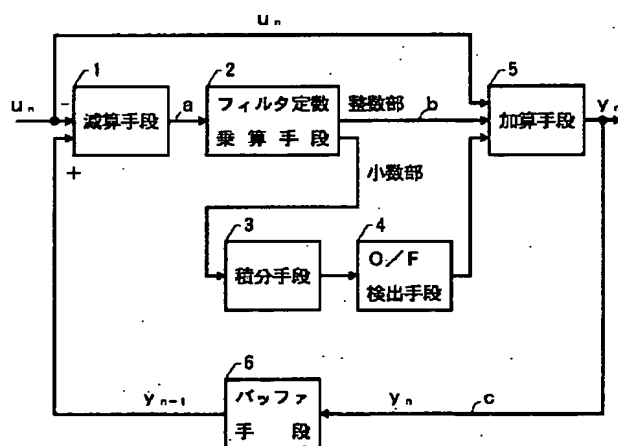 uₙ
1
2
5
uₙ
-
減算手段
+
a
フィルタ定数
乗算手段
整数部
b
加算手段
yₙ
小数部
3
4
積分手段
O/F
検出手段
6
yₙ₋₁
バッファ
手段
yₙ
c